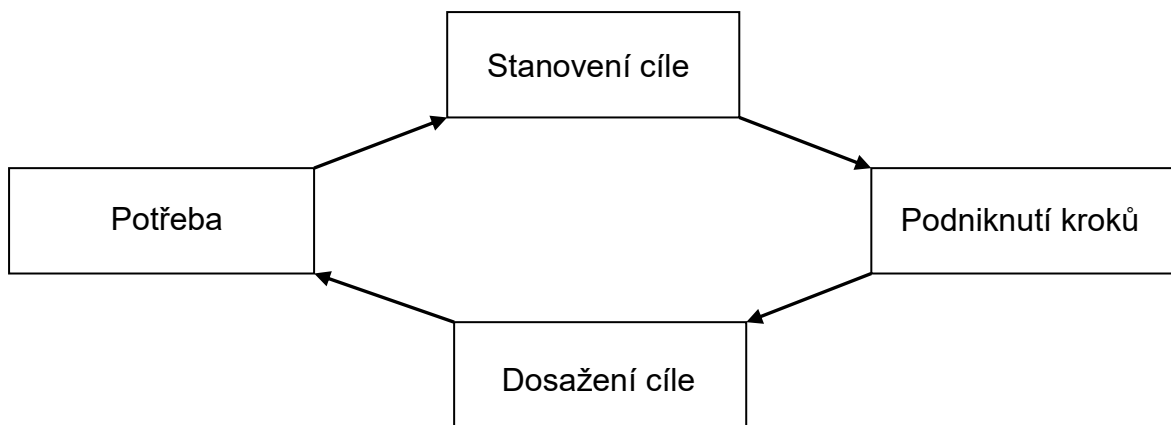 Stanovení cíle
Potřeba
Podniknutí kroků
Dosažení cíle